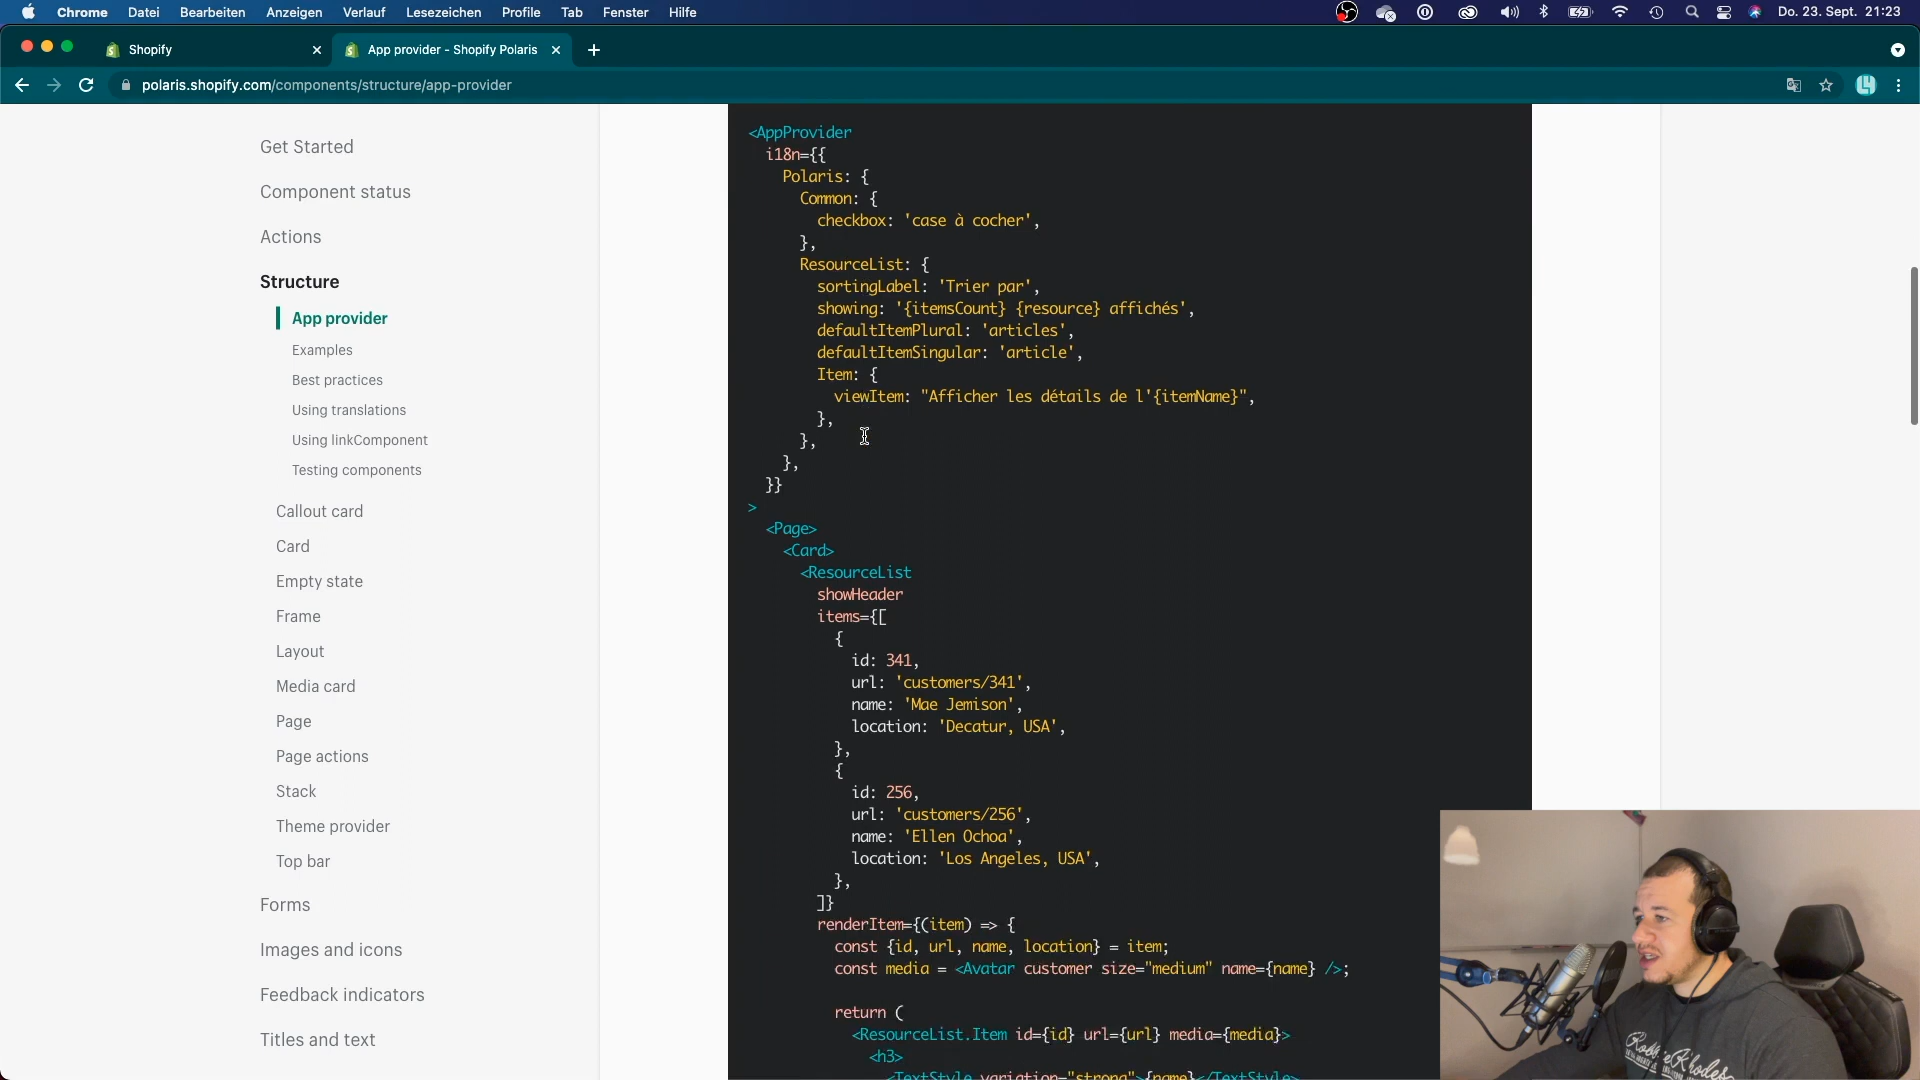 Chrome Datei Bearbeiten Anzeigen Verlauf Lesezeichen Profile Tab Fenster Hilfe Do. 23. Sept. 21:23
Shopify
App provider - Shopify Polaris
polaris.shopify.com/components/structure/app-provider
Get Started
Component status
Actions
Structure
App provider
Examples
Best practices
Using translations
Using linkComponent
Testing components
Callout card
Card
Empty state
Frame
Layout
Media card
Page
Page actions
Stack
Theme provider
Top bar
Forms
Images and icons
Feedback indicators
Titles and text
<AppProvider
i18n={{
Polaris: {
Common: {
checkbox: 'case à cocher',
},
ResourceList: {
sortingLabel: 'Trier par',
showing: '{itemsCount} {resource} affichés',
defaultItemPlural: 'articles',
defaultItemSingular: 'article',
Item: {
viewItem: "Afficher les détails de l'{itemName}",
},
},
},
}}
>
<Page>
<Card>
<ResourceList
showHeader
items={[
{
id: 341,
url: 'customers/341',
name: 'Mae Jemison',
location: 'Decatur, USA',
},
{
id: 256,
url: 'customers/256',
name: 'Ellen Ochoa',
location: 'Los Angeles, USA',
},
]}
renderItem={(item) => {
const {id, url, name, location} = item;
const media = <Avatar customer size="medium" name={name} />;
return (
<ResourceList.Item id={id} url={url} media={media}>
<h3>
<TextStyle variation="strong">{name}</TextStyle>